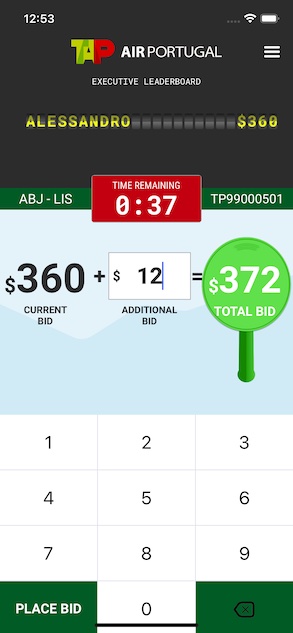 12:53
TAP AIR PORTUGAL
EXECUTIVE LEADERBOARD
ALESSANDRO $360
TIME REMAINING
ABJ - LIS 0:37 TP99000501
$360 + $ 12 = $372
CURRENT BID ADDITIONAL BID TOTAL BID
1 2 3
4 5 6
7 8 9
PLACE BID 0